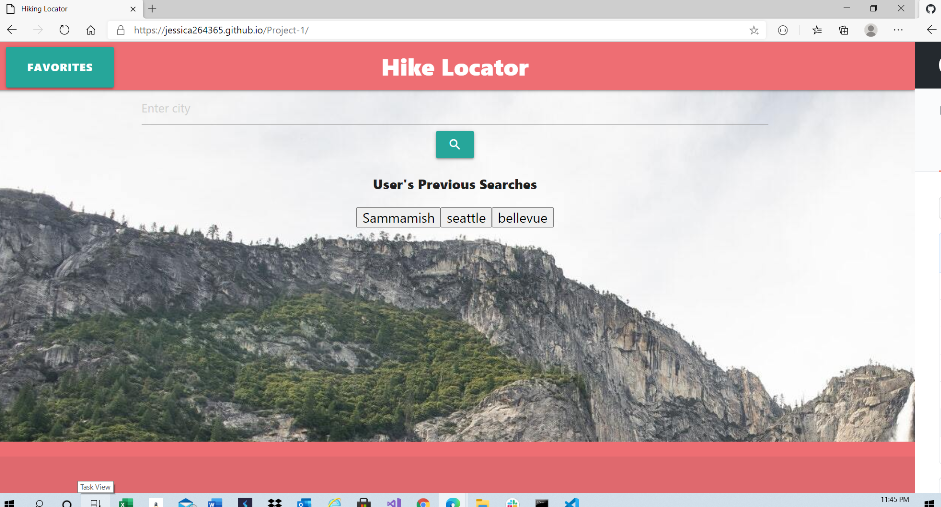 Hiking Locator
https://jessica264365.github.io/Project-1/
FAVORITES
Hike Locator
Enter city
User's Previous Searches
Sammamish seattle bellevue
Task View
11:45 PM